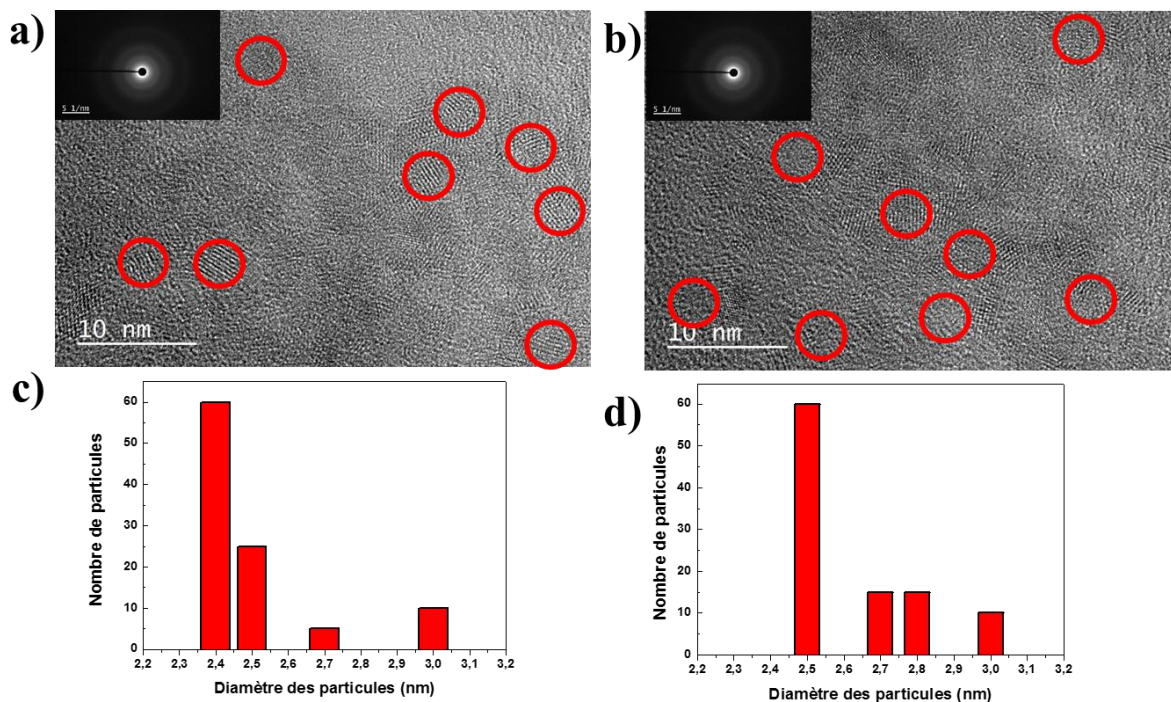 a)
5 1/nm
10 nm
b)
5 1/nm
10 nm
c)
Nombre de particules
60
50
40
30
20
10
0
2,2 2,3 2,4 2,5 2,6 2,7 2,8 2,9 3,0 3,1 3,2
Diamètre des particules (nm)
d)
Nombre de particules
60
50
40
30
20
10
0
2,2 2,3 2,4 2,5 2,6 2,7 2,8 2,9 3,0 3,1 3,2
Diamètre des particules (nm)